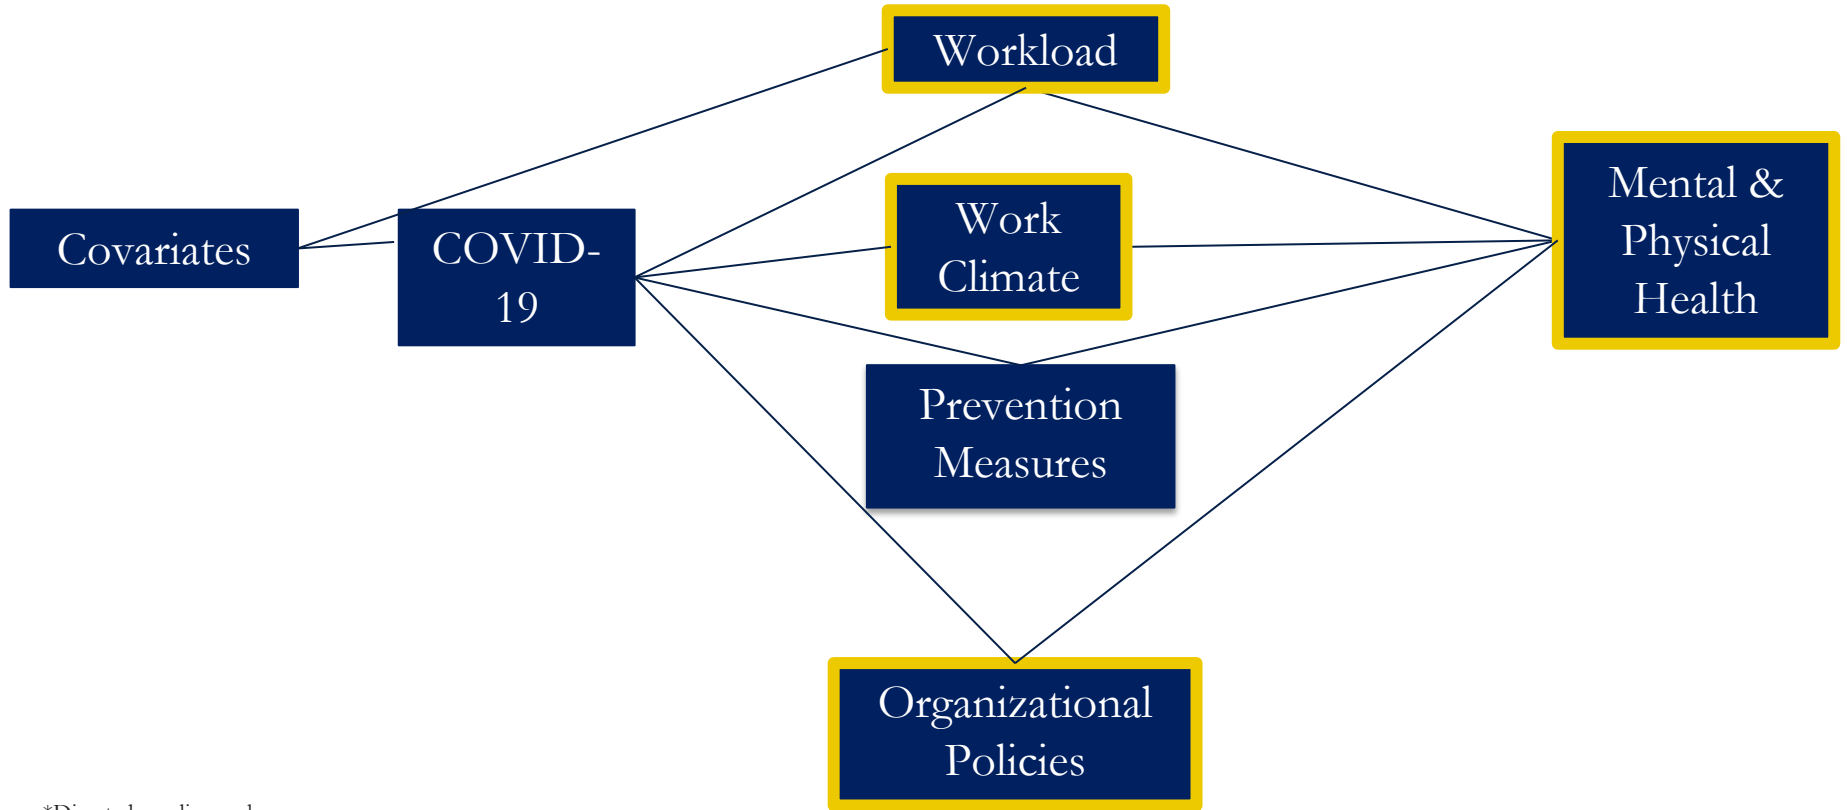 Workload
Mental &
Physical
Health
Work
Climate
Covariates
COVID-
19
Prevention
Measures
Organizational
Policies